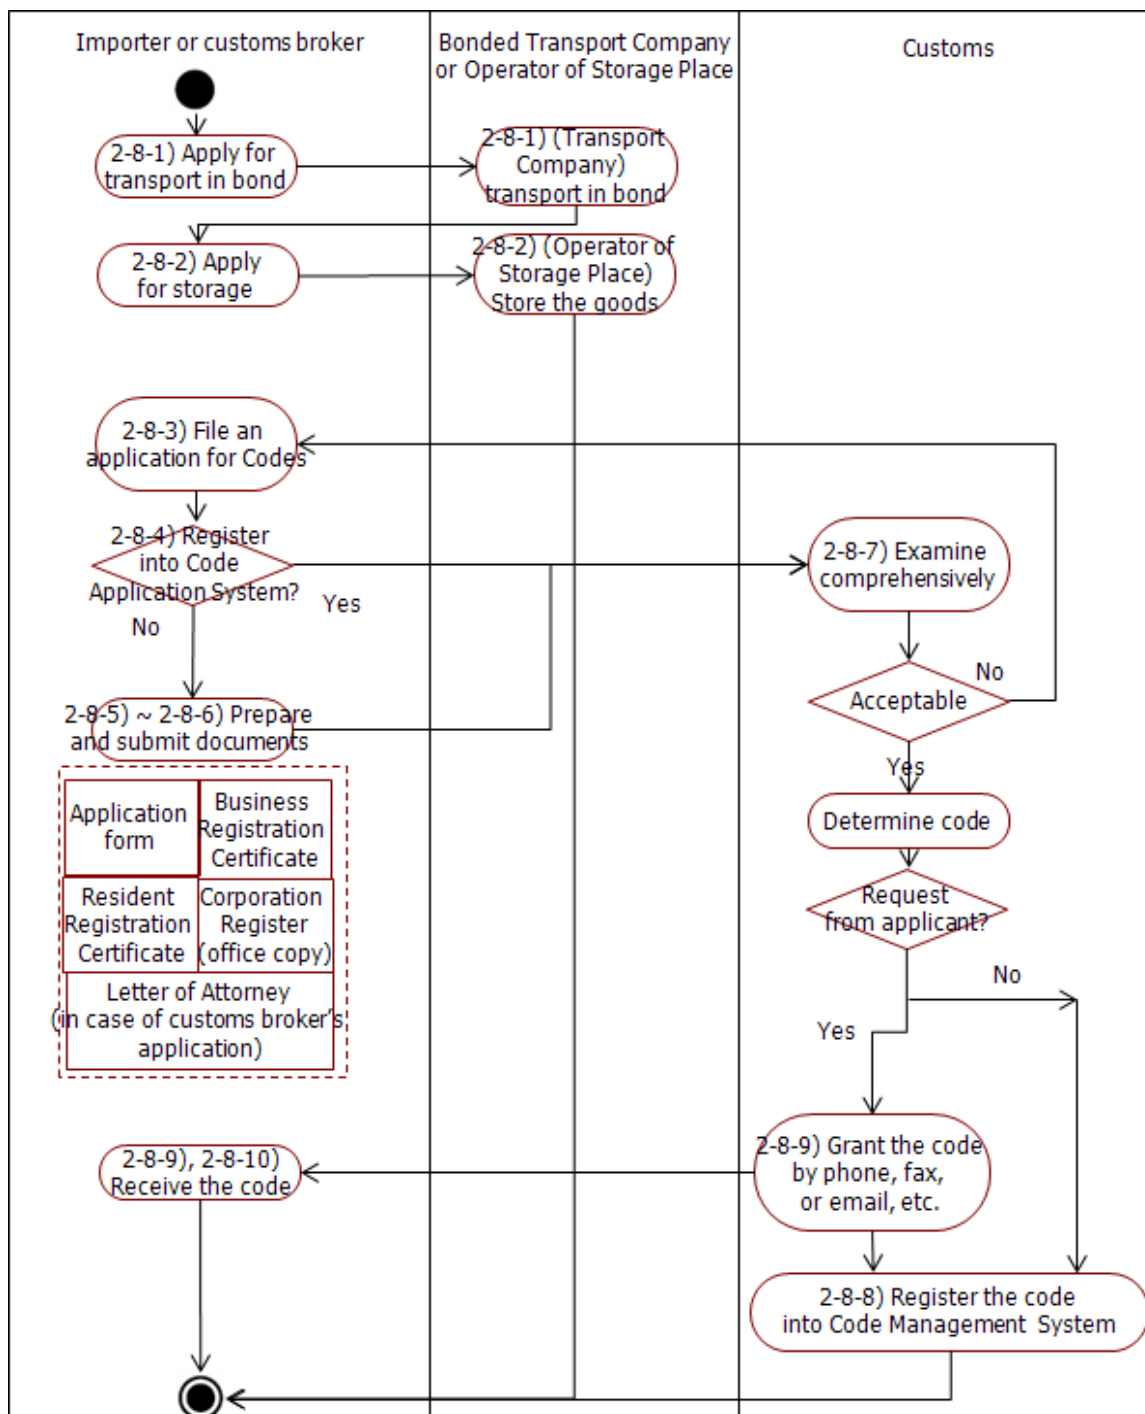 Importer or customs broker
Bonded Transport Company
or Operator of Storage Place
Customs
2-8-1) Apply for
transport in bond
2-8-1) (Transport
Company)
transport in bond
2-8-2) Apply
for storage
2-8-2) (Operator of
Storage Place)
Store the goods
2-8-3) File an
application for Codes
2-8-4) Register
into Code
Application System?
Yes
No
2-8-7) Examine
comprehensively
No
Acceptable
2-8-5) ~ 2-8-6) Prepare
and submit documents
Yes
Application
form
Business
Registration
Certificate
Determine code
Resident
Registration
Certificate
Corporation
Register
(office copy)
Request
from applicant?
No
Letter of Attorney
(in case of customs broker's
application)
Yes
2-8-9), 2-8-10)
Receive the code
2-8-9) Grant the code
by phone, fax,
or email, etc.
2-8-8) Register the code
into Code Management System